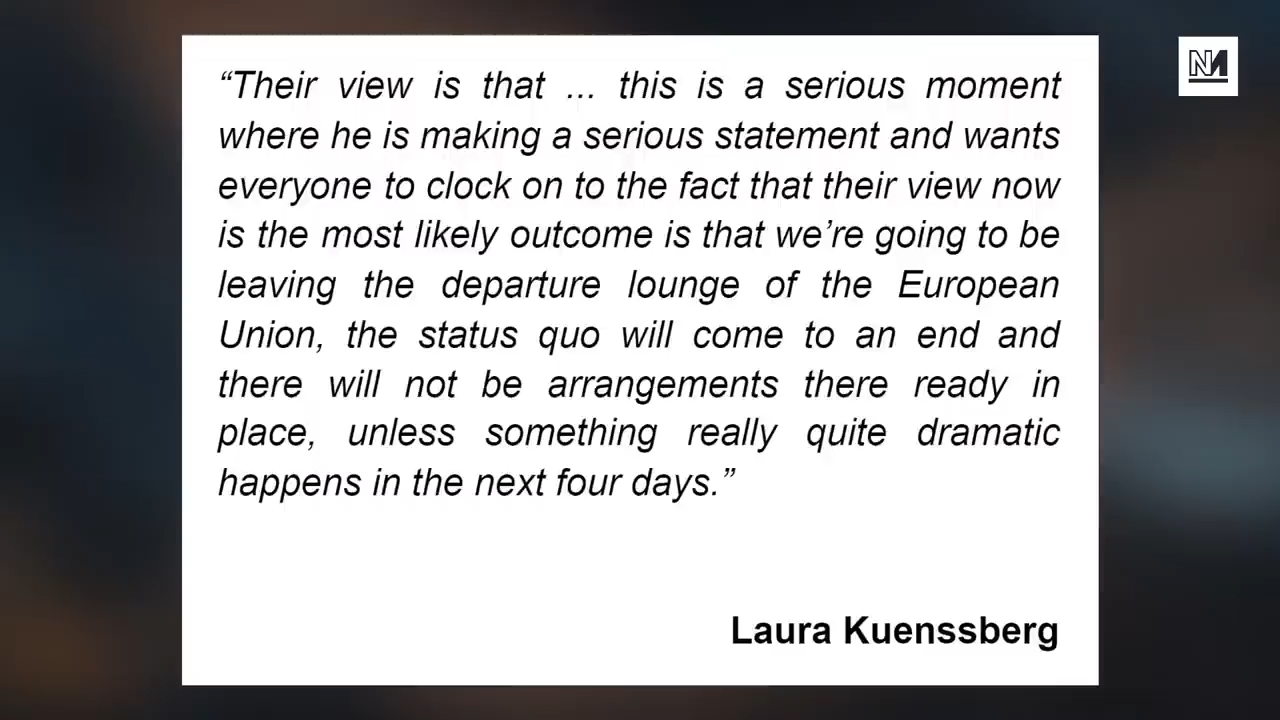 “Their view is that ... this is a serious moment
where he is making a serious statement and wants
everyone to clock on to the fact that their view now
is the most likely outcome is that we’re going to be
leaving the departure lounge of the European
Union, the status quo will come to an end and
there will not be arrangements there ready in
place, unless something really quite dramatic
happens in the next four days.”
Laura Kuenssberg
NM